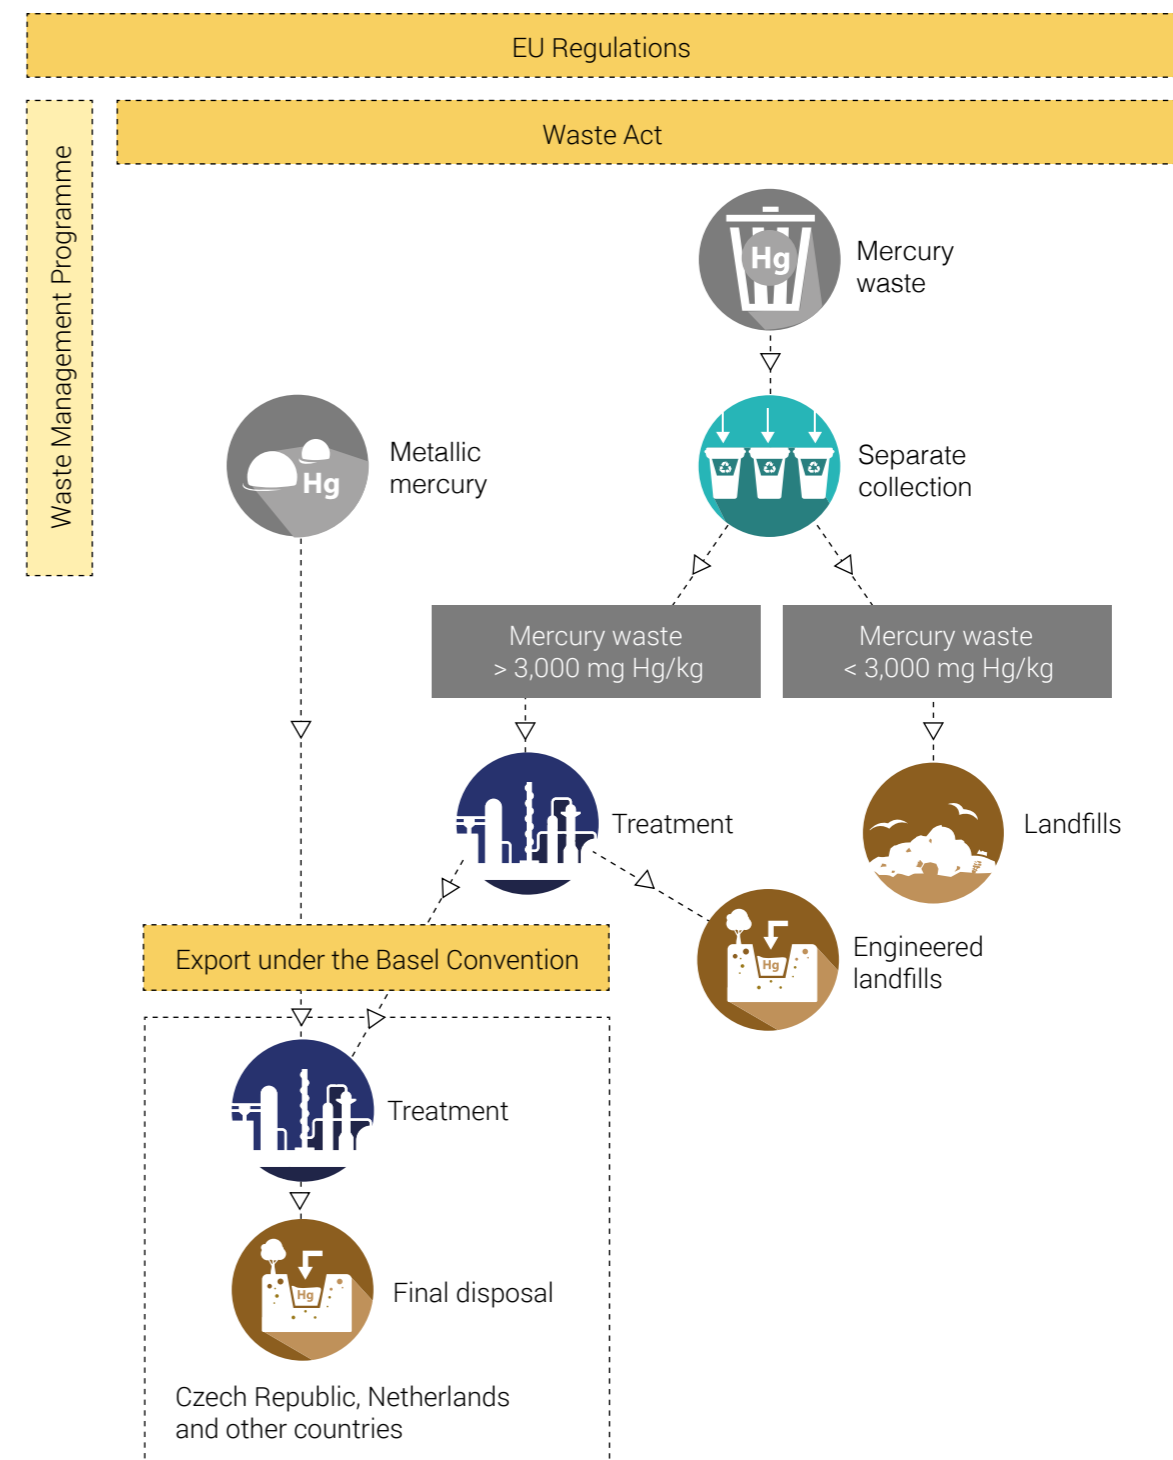 EU Regulations
Waste Act
Waste Management Programme
Hg
Mercury
waste
Metallic
mercury
Hg
Separate
collection
Mercury waste
> 3,000 mg Hg/kg
Mercury waste
< 3,000 mg Hg/kg
Treatment
Landfills
Export under the Basel Convention
Hg
Engineered
landfills
Treatment
Hg
Final disposal
Czech Republic, Netherlands
and other countries